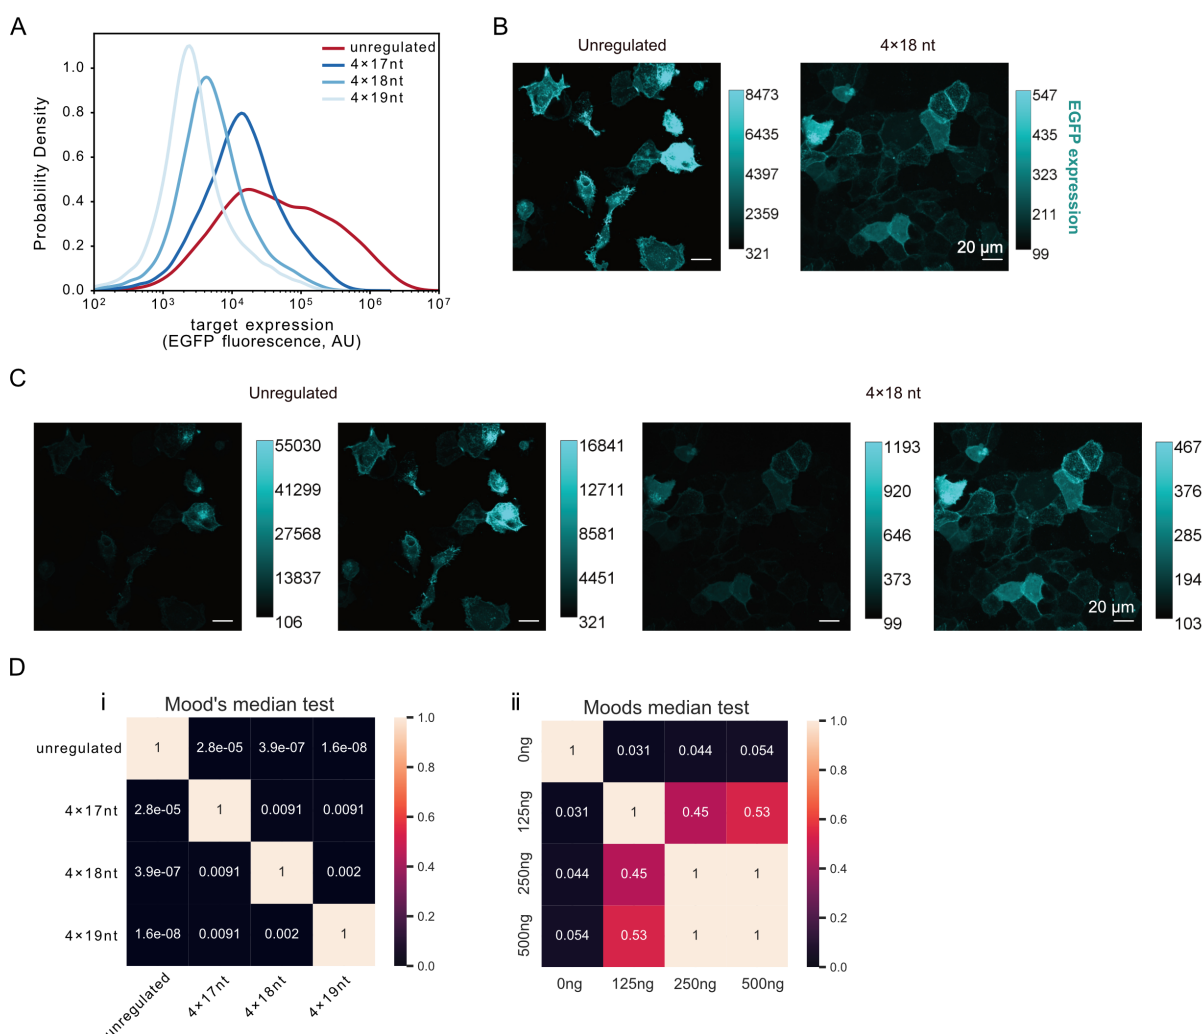 A
unregulated
4×17nt
4×18nt
4×19nt
1.0
0.8
0.6
0.4
0.2
0.0
Probability Density
10²
10³
10⁴
10⁵
10⁶
10⁷
target expression
(EGFP fluorescence, AU)
B
Unregulated
8473
6435
4397
2359
321
4×18 nt
20 µm
547
435
323
211
99
EGFP expression
C
Unregulated
4×18 nt
55030
41299
27568
13837
106
16841
12711
8581
4451
321
1193
920
646
373
99
20 µm
467
376
285
194
103
D
i
Mood's median test
unregulated 1 2.8e-05 3.9e-07 1.6e-08
4×17nt 2.8e-05 1 0.0091 0.0091
4×18nt 3.9e-07 0.0091 1 0.002
4×19nt 1.6e-08 0.0091 0.002 1
unregulated 4×17nt 4×18nt 4×19nt
1.0
0.8
0.6
0.4
0.2
0.0
ii
Moods median test
0ng 1 0.031 0.044 0.054
125ng 0.031 1 0.45 0.53
250ng 0.044 0.45 1 1
500ng 0.054 0.53 1 1
0ng 125ng 250ng 500ng
1.0
0.8
0.6
0.4
0.2
0.0